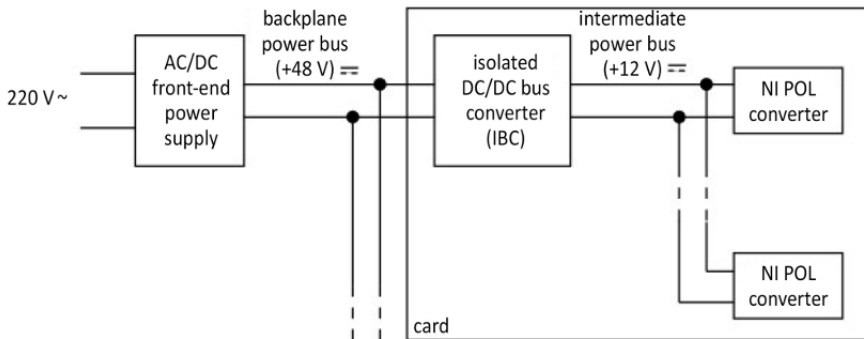 220 V ~
AC/DC
front-end
power
supply
backplane
power bus
(+48 V) ⎓
isolated
DC/DC bus
converter
(IBC)
intermediate
power bus
(+12 V) ⎓
NI POL
converter
NI POL
converter
card